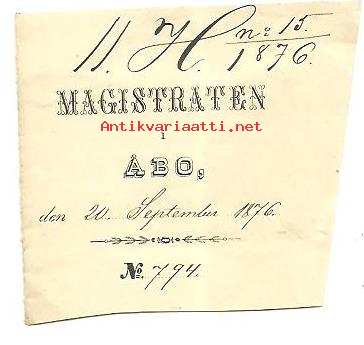 11. H. nº 15.
1876.
MAGISTRATEN
Antikvariaatti.net
i
ÅBO,
den 20. September 1876.
No. 794.